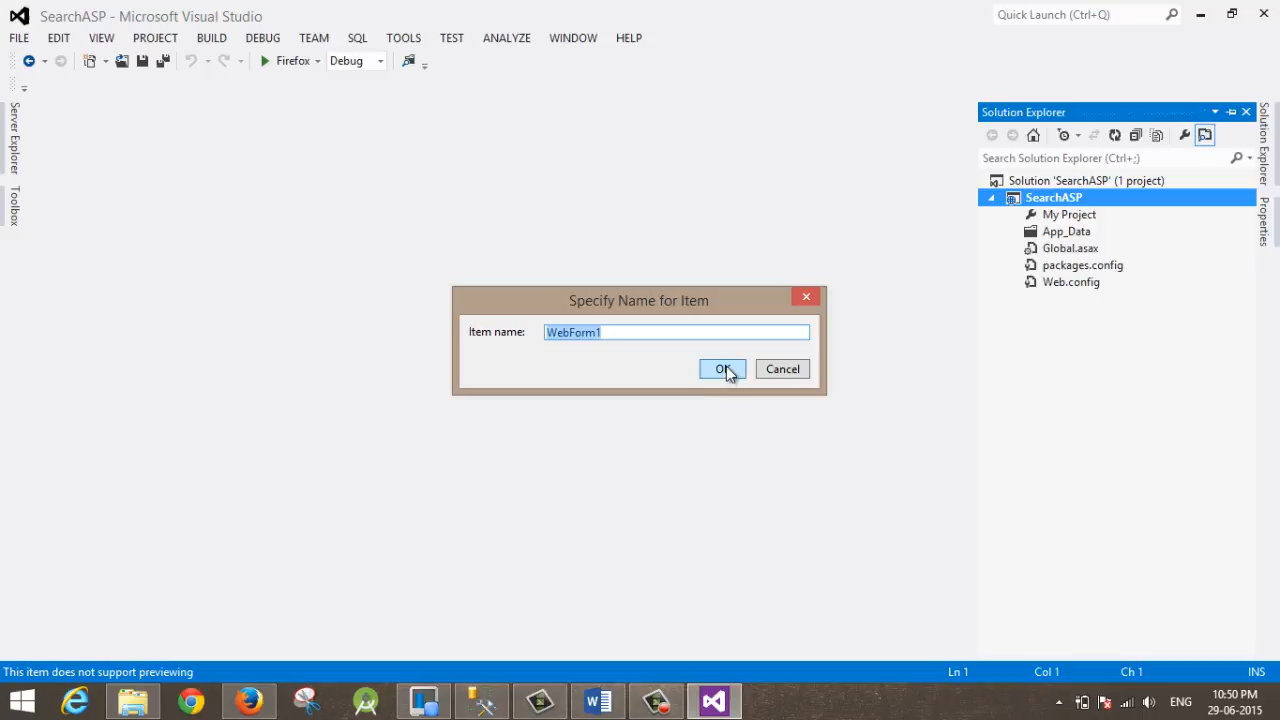 SearchASP - Microsoft Visual Studio
Quick Launch (Ctrl+Q)
FILE EDIT VIEW PROJECT BUILD DEBUG TEAM SQL TOOLS TEST ANALYZE WINDOW HELP
Firefox Debug
Server Explorer
Toolbox
Solution Explorer
Search Solution Explorer (Ctrl+;)
Solution 'SearchASP' (1 project)
SearchASP
My Project
App_Data
Global.asax
packages.config
Web.config
Solution Explorer
Properties
Specify Name for Item
Item name: WebForm1
OK Cancel
This item does not support previewing
Ln 1 Col 1 Ch 1 INS
ENG
10:50 PM
29-06-2015